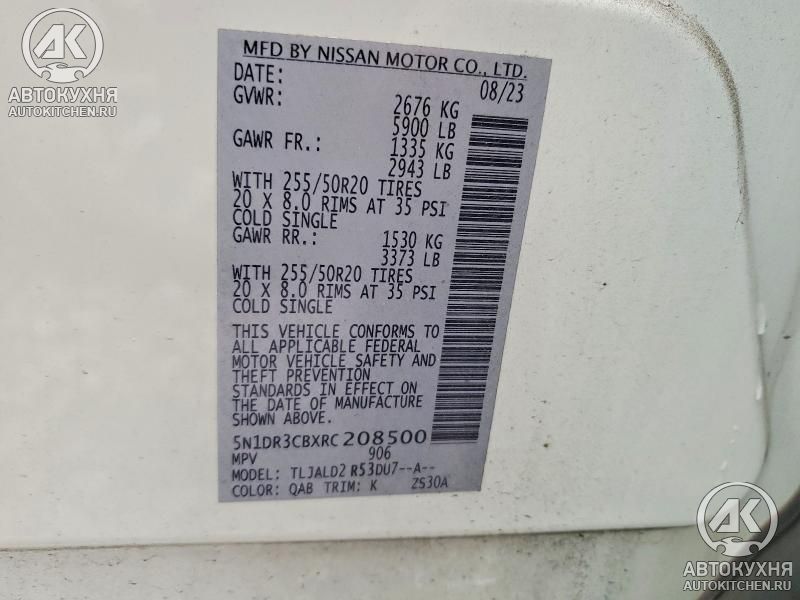 АК
АВТОКУХНЯ
AUTOKITCHEN.RU
MFD BY NISSAN MOTOR CO., LTD.
DATE: 08/23
GVWR: 2676 KG
5900 LB
GAWR FR.: 1335 KG
2943 LB
WITH 255/50R20 TIRES
20 X 8.0 RIMS AT 35 PSI
COLD SINGLE
GAWR RR.: 1530 KG
3373 LB
WITH 255/50R20 TIRES
20 X 8.0 RIMS AT 35 PSI
COLD SINGLE
THIS VEHICLE CONFORMS TO
ALL APPLICABLE FEDERAL
MOTOR VEHICLE SAFETY AND
THEFT PREVENTION
STANDARDS IN EFFECT ON
THE DATE OF MANUFACTURE
SHOWN ABOVE.
5N1DR3CBXRC208500
MPV 906
MODEL: TLJALD2 R53DU7--A--
COLOR: QAB TRIM: K ZS30A
АК
АВТОКУХНЯ
AUTOKITCHEN.RU